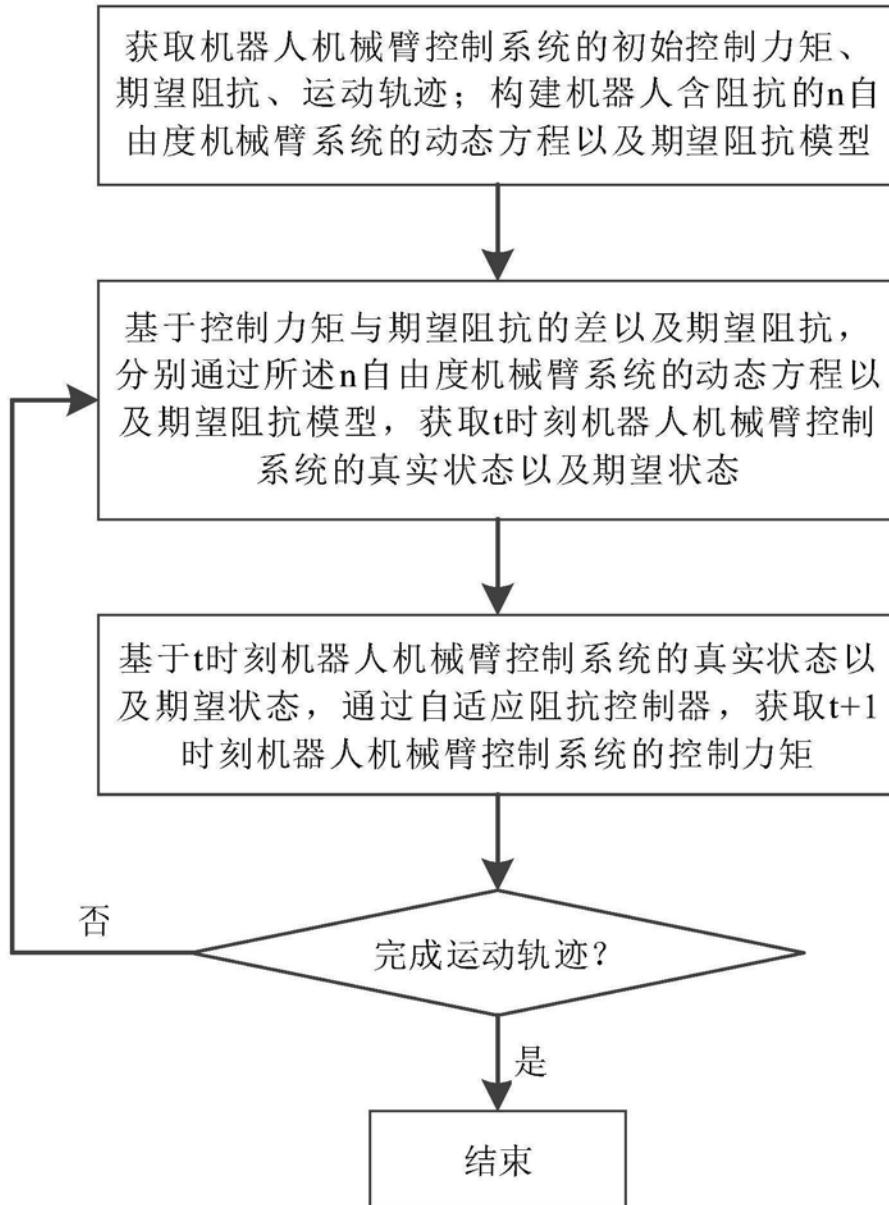 获取机器人机械臂控制系统的初始控制力矩、
期望阻抗、运动轨迹；构建机器人含阻抗的n自
由度机械臂系统的动态方程以及期望阻抗模型
基于控制力矩与期望阻抗的差以及期望阻抗，
分别通过所述n自由度机械臂系统的动态方程以
及期望阻抗模型，获取t时刻机器人机械臂控制
系统的真实状态以及期望状态
基于t时刻机器人机械臂控制系统的真实状态以
及期望状态，通过自适应阻抗控制器，获取t+1
时刻机器人机械臂控制系统的控制力矩
否
完成运动轨迹？
是
结束